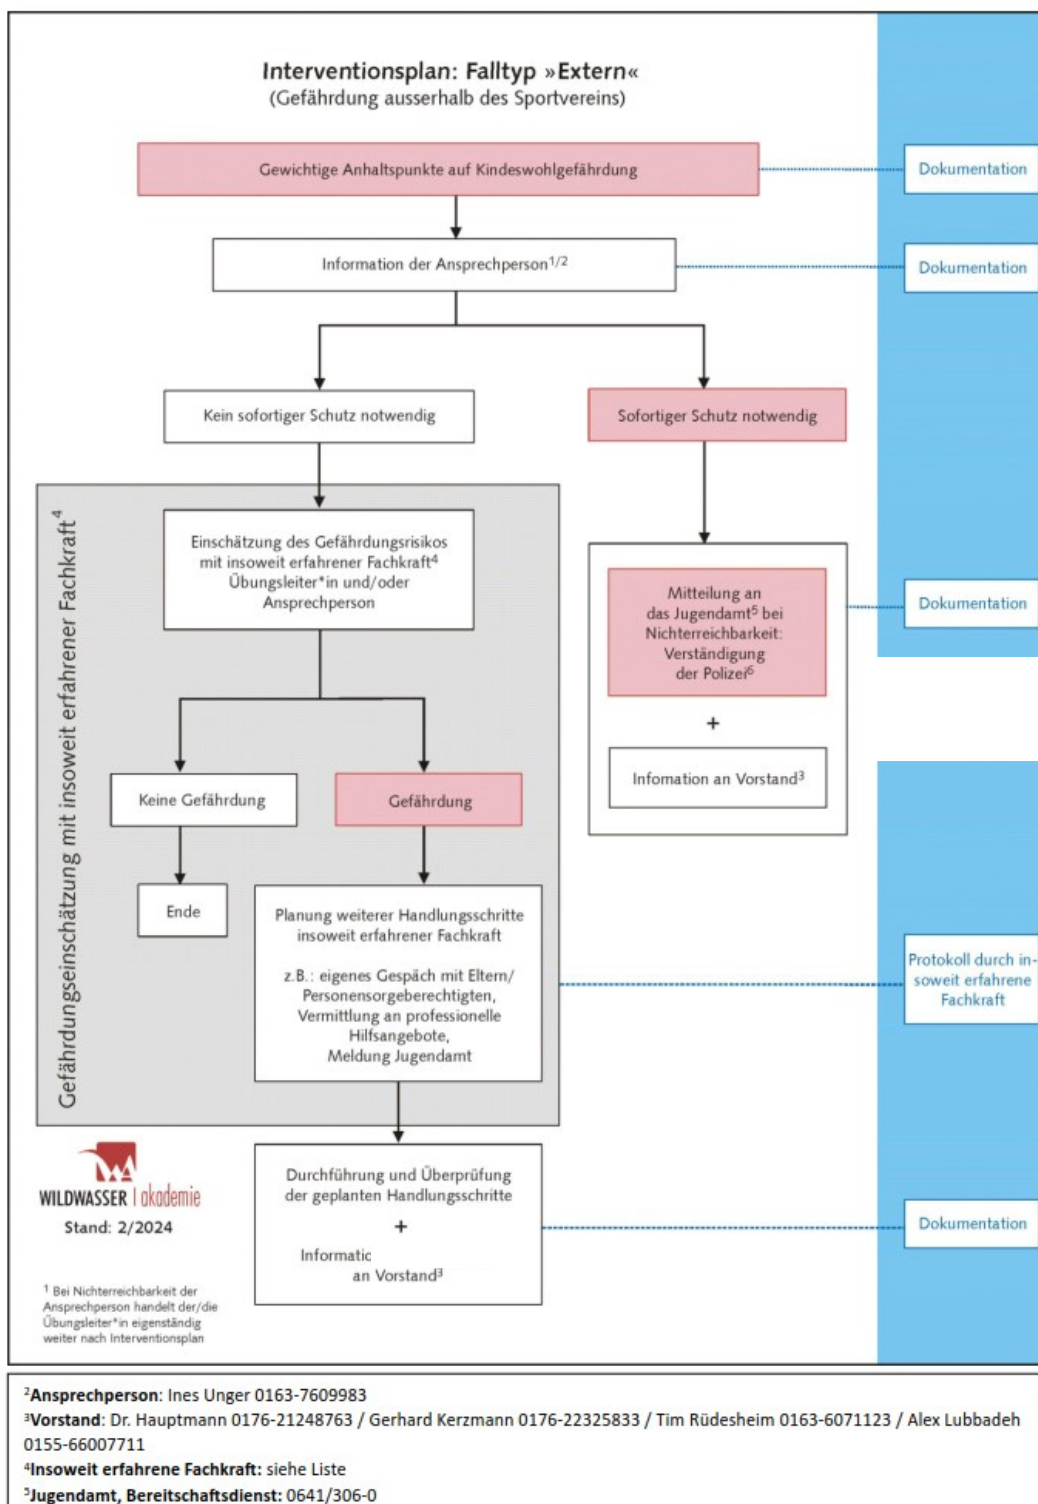 Interventionsplan: Falltyp »Extern«
(Gefährdung ausserhalb des Sportvereins)
Gewichtige Anhaltspunkte auf Kindeswohlgefährdung
Dokumentation
Information der Ansprechperson1/2
Dokumentation
Kein sofortiger Schutz notwendig
Sofortiger Schutz notwendig
Gefährdungseinschätzung mit insoweit erfahrener Fachkraft4
Einschätzung des Gefährdungsrisikos
mit insoweit erfahrener Fachkraft4
Übungsleiter*in und/oder
Ansprechperson
Mitteilung an
das Jugendamt5 bei
Nichterreichbarkeit:
Verständigung
der Polizei6
+
Infomation an Vorstand3
Dokumentation
Keine Gefährdung
Gefährdung
Ende
Planung weiterer Handlungsschritte
insoweit erfahrener Fachkraft
z.B.: eigenes Gespräch mit Eltern/
Personensorgeberechtigten,
Vermittlung an professionelle
Hilfsangebote,
Meldung Jugendamt
Protokoll durch in-
soweit erfahrene
Fachkraft
Durchführung und Überprüfung
der geplanten Handlungsschritte
+
Informatic
an Vorstand3
Dokumentation
WILDWASSER | akademie
Stand: 2/2024
1 Bei Nichterreichbarkeit der
Ansprechperson handelt der/die
Übungsleiter*in eigenständig
weiter nach Interventionsplan
2Ansprechperson: Ines Unger 0163-7609983
3Vorstand: Dr. Hauptmann 0176-21248763 / Gerhard Kerzmann 0176-22325833 / Tim Rüdesheim 0163-6071123 / Alex Lubbadeh
0155-66007711
4Insoweit erfahrene Fachkraft: siehe Liste
5Jugendamt, Bereitschaftsdienst: 0641/306-0